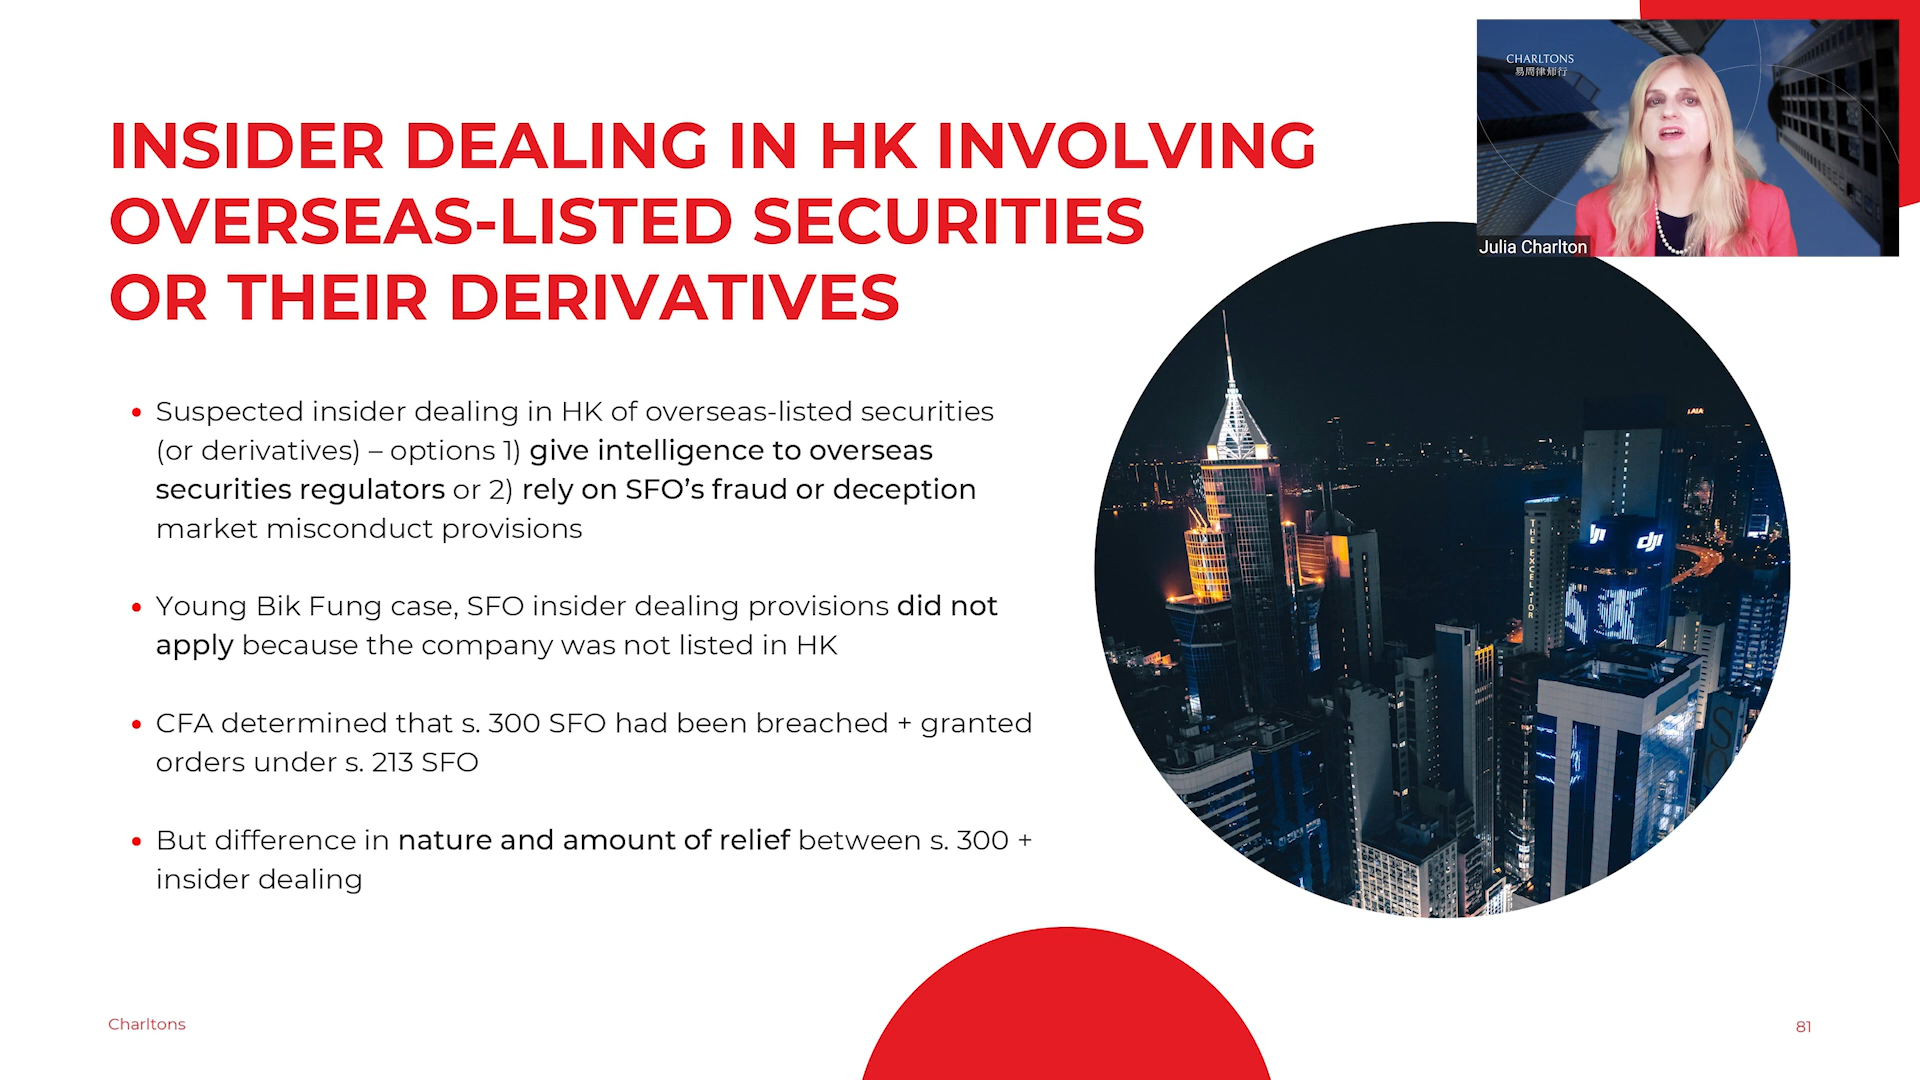 CHARLTONS
易周律师行
Julia Charlton
INSIDER DEALING IN HK INVOLVING
OVERSEAS-LISTED SECURITIES
OR THEIR DERIVATIVES
• Suspected insider dealing in HK of overseas-listed securities
(or derivatives) – options 1) give intelligence to overseas
securities regulators or 2) rely on SFO’s fraud or deception
market misconduct provisions
• Young Bik Fung case, SFO insider dealing provisions did not
apply because the company was not listed in HK
• CFA determined that s. 300 SFO had been breached + granted
orders under s. 213 SFO
• But difference in nature and amount of relief between s. 300 +
insider dealing
THE EXCELSIOR
dji
Charltons
81